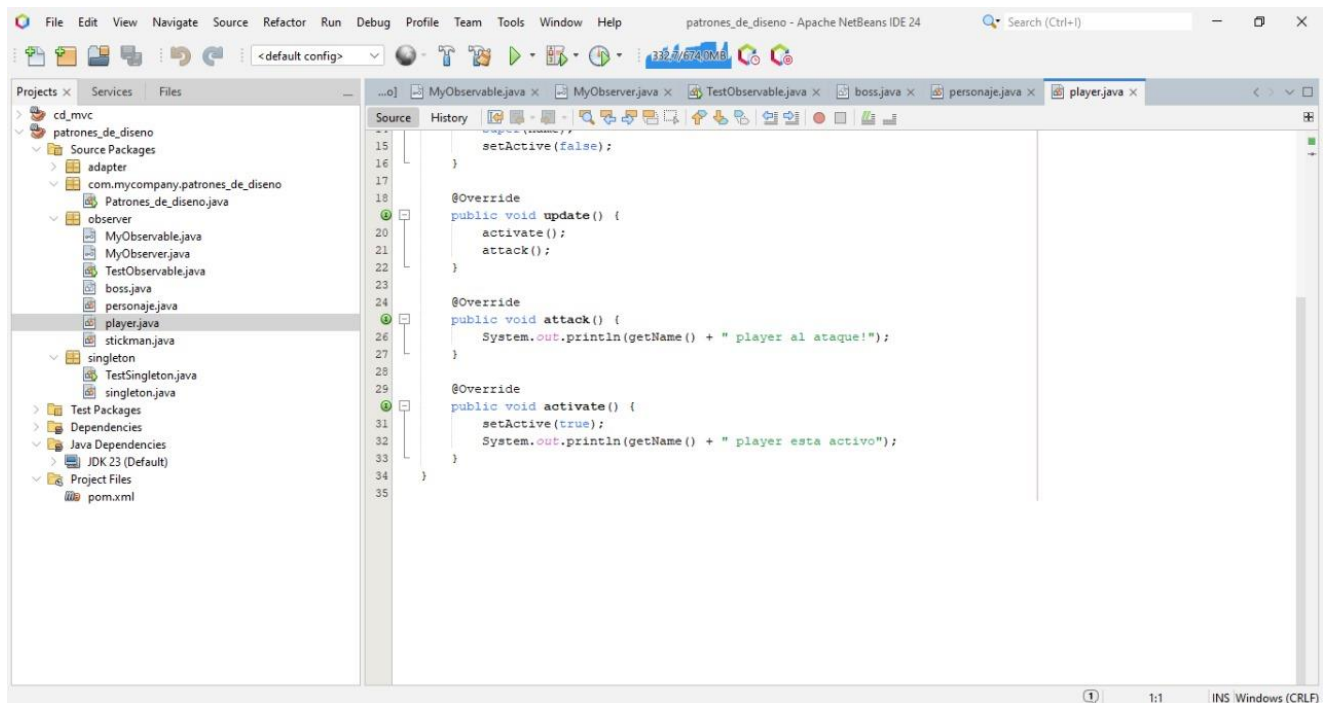 File Edit View Navigate Source Refactor Run Debug Profile Team Tools Window Help patrones_de_diseno - Apache NetBeans IDE 24 Search (Ctrl+I)
<default config> 332,7/674,0MB
Projects Services Files
...o] MyObservable.java MyObserver.java TestObservable.java boss.java personaje.java player.java
Source History
cd_mvc
patrones_de_diseno
Source Packages
adapter
com.mycompany.patrones_de_diseno
Patrones_de_diseno.java
observer
MyObservable.java
MyObserver.java
TestObservable.java
boss.java
personaje.java
player.java
stickman.java
singleton
TestSingleton.java
singleton.java
Test Packages
Dependencies
Java Dependencies
JDK 23 (Default)
Project Files
pom.xml
super(name);
15 setActive(false);
16 }
17
18 @Override
public void update() {
20 activate();
21 attack();
22 }
23
24 @Override
public void attack() {
26 System.out.println(getName() + " player al ataque!");
27 }
28
29 @Override
public void activate() {
31 setActive(true);
32 System.out.println(getName() + " player esta activo");
33 }
34 }
35
1 1:1 INS Windows (CRLF)